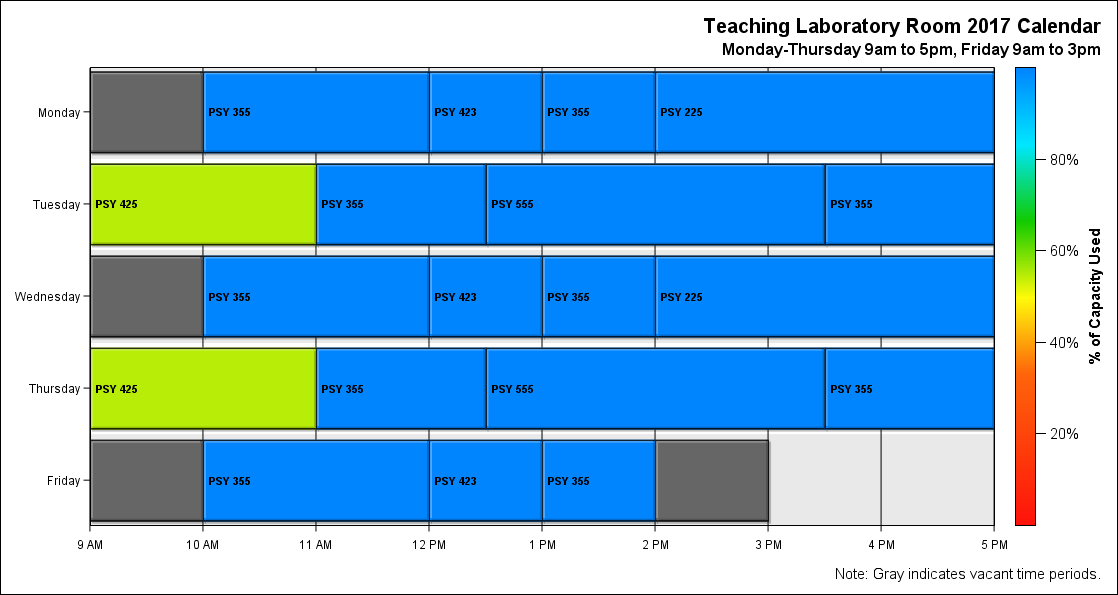 Teaching Laboratory Room 2017 Calendar
Monday-Thursday 9am to 5pm, Friday 9am to 3pm
Monday PSY 355 PSY 423 PSY 355 PSY 225
Tuesday PSY 425 PSY 355 PSY 555 PSY 355
Wednesday PSY 355 PSY 423 PSY 355 PSY 225
Thursday PSY 425 PSY 355 PSY 555 PSY 355
Friday PSY 355 PSY 423 PSY 355
9 AM 10 AM 11 AM 12 PM 1 PM 2 PM 3 PM 4 PM 5 PM
80%
60%
40%
20%
% of Capacity Used
Note: Gray indicates vacant time periods.